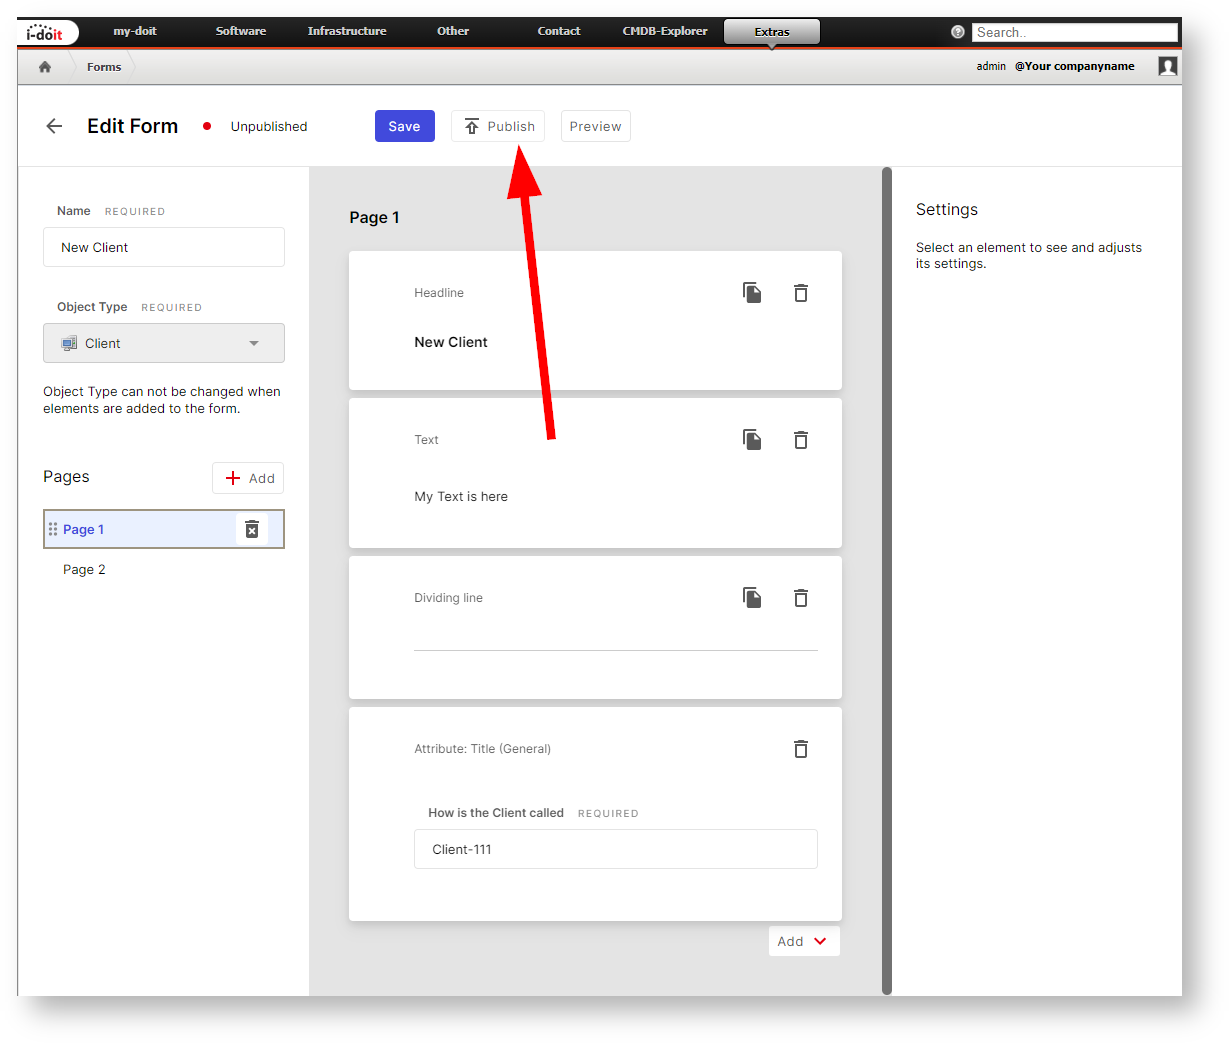 i-doit
my-doit Software Infrastructure Other Contact CMDB-Explorer Extras Search..
Forms admin @Your companyname
Edit Form Unpublished Save Publish Preview
Name REQUIRED
New Client
Object Type REQUIRED
Client
Object Type can not be changed when
elements are added to the form.
Pages Add
Page 1
Page 2
Page 1
Headline
New Client
Text
My Text is here
Dividing line
Attribute: Title (General)
How is the Client called REQUIRED
Client-111
Add
Settings
Select an element to see and adjusts
its settings.